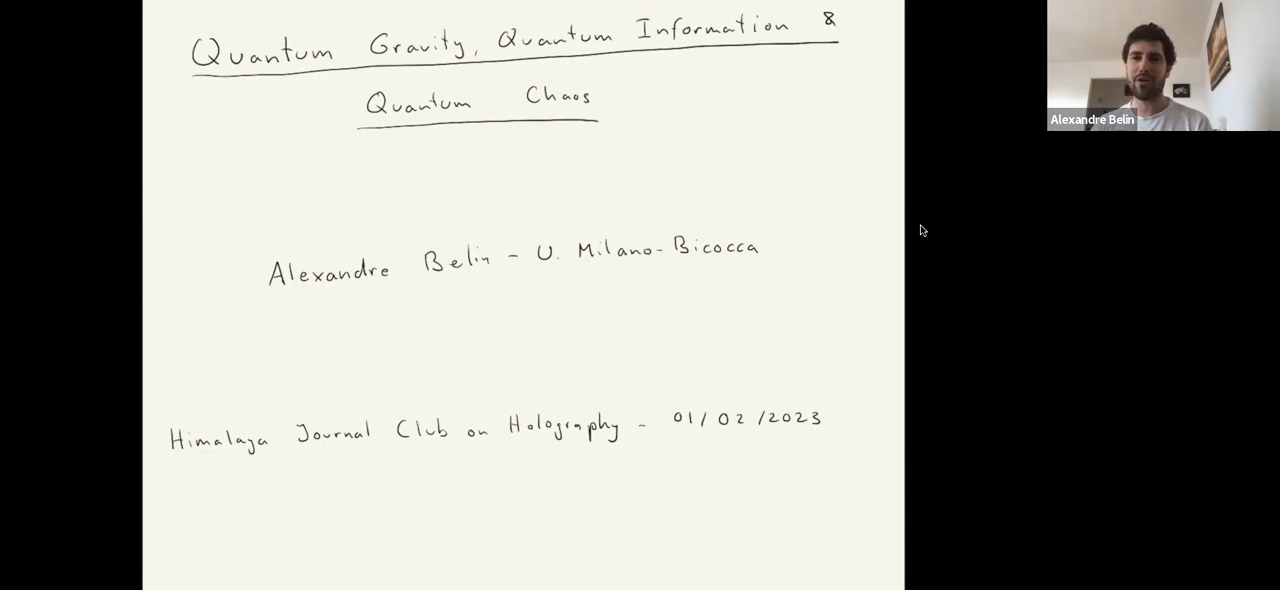 Quantum Gravity, Quantum Information &
Quantum Chaos
Alexandre Belin
Alexandre Belin - U. Milano-Bicocca
Himalaya Journal Club on Holography - 01/02/2023